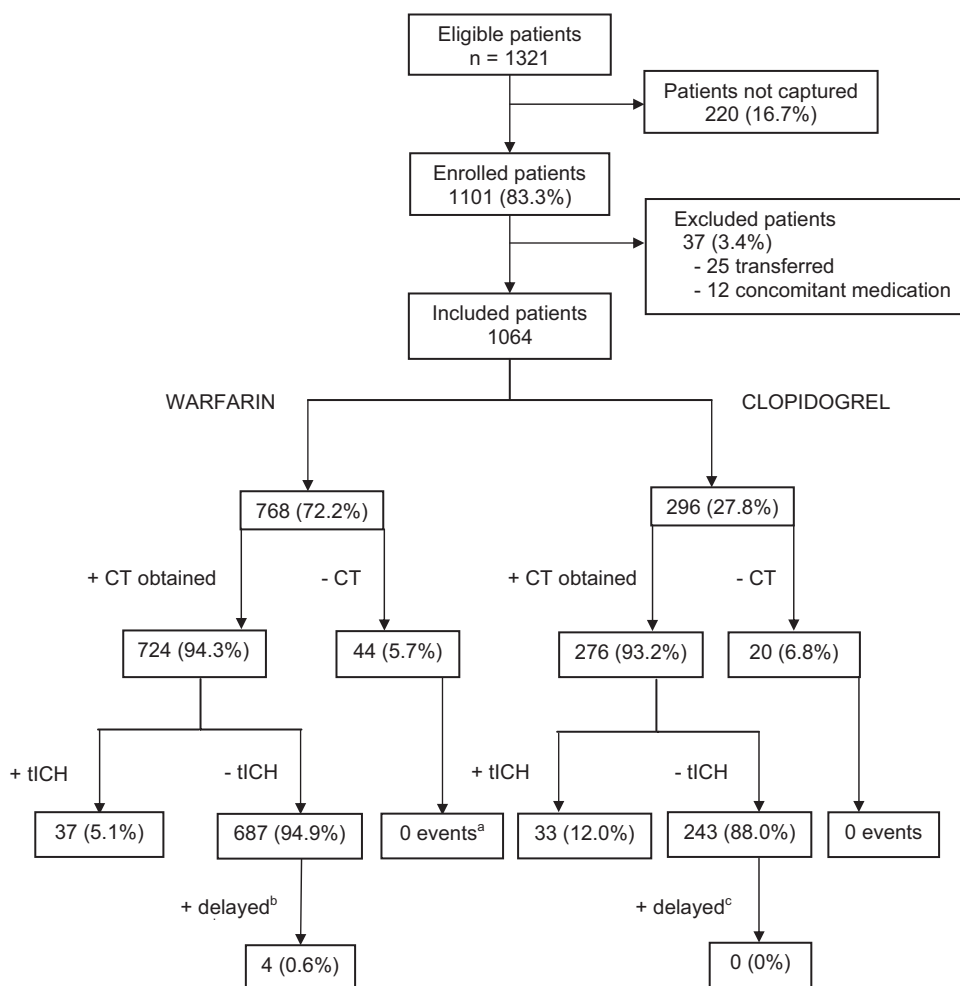 Eligible patients
n = 1321
Patients not captured
220 (16.7%)
Enrolled patients
1101 (83.3%)
Excluded patients
37 (3.4%)
- 25 transferred
- 12 concomitant medication
Included patients
1064
WARFARIN
CLOPIDOGREL
768 (72.2%)
296 (27.8%)
+ CT obtained
- CT
+ CT obtained
- CT
724 (94.3%)
44 (5.7%)
276 (93.2%)
20 (6.8%)
+ tICH
- tICH
+ tICH
- tICH
37 (5.1%)
687 (94.9%)
0 events^a
33 (12.0%)
243 (88.0%)
0 events
+ delayed^b
+ delayed^c
4 (0.6%)
0 (0%)